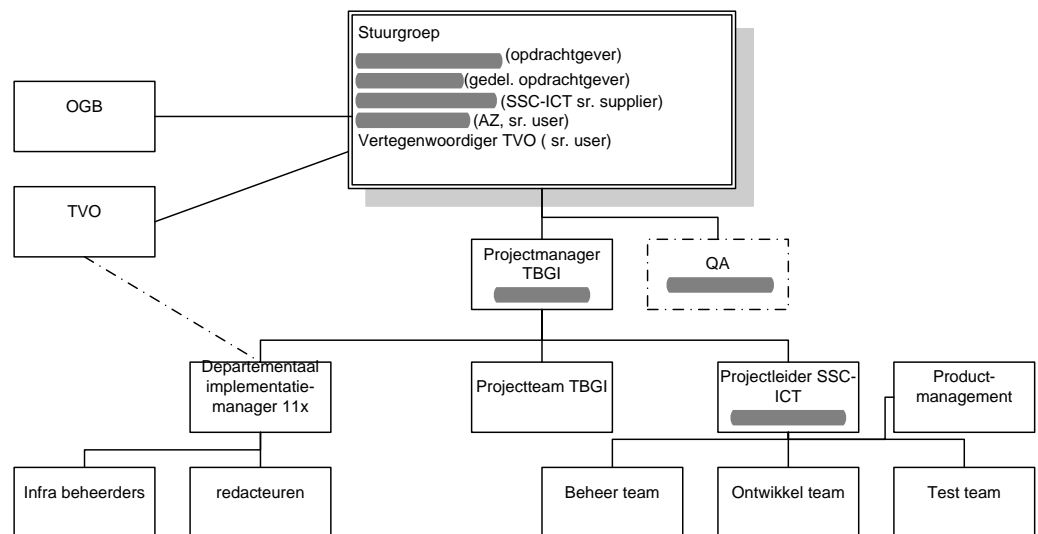 Stuurgroep
(opdrachtgever)
(gedel. opdrachtgever)
(SSC-ICT sr. supplier)
(AZ, sr. user)
Vertegenwoordiger TVO ( sr. user)
OGB
TVO
Projectmanager
TBGI
QA
Departementaal
implementatie-
manager 11x
Projectteam TBGI
Projectleider SSC-
ICT
Product-
management
Infra beheerders
redacteuren
Beheer team
Ontwikkel team
Test team